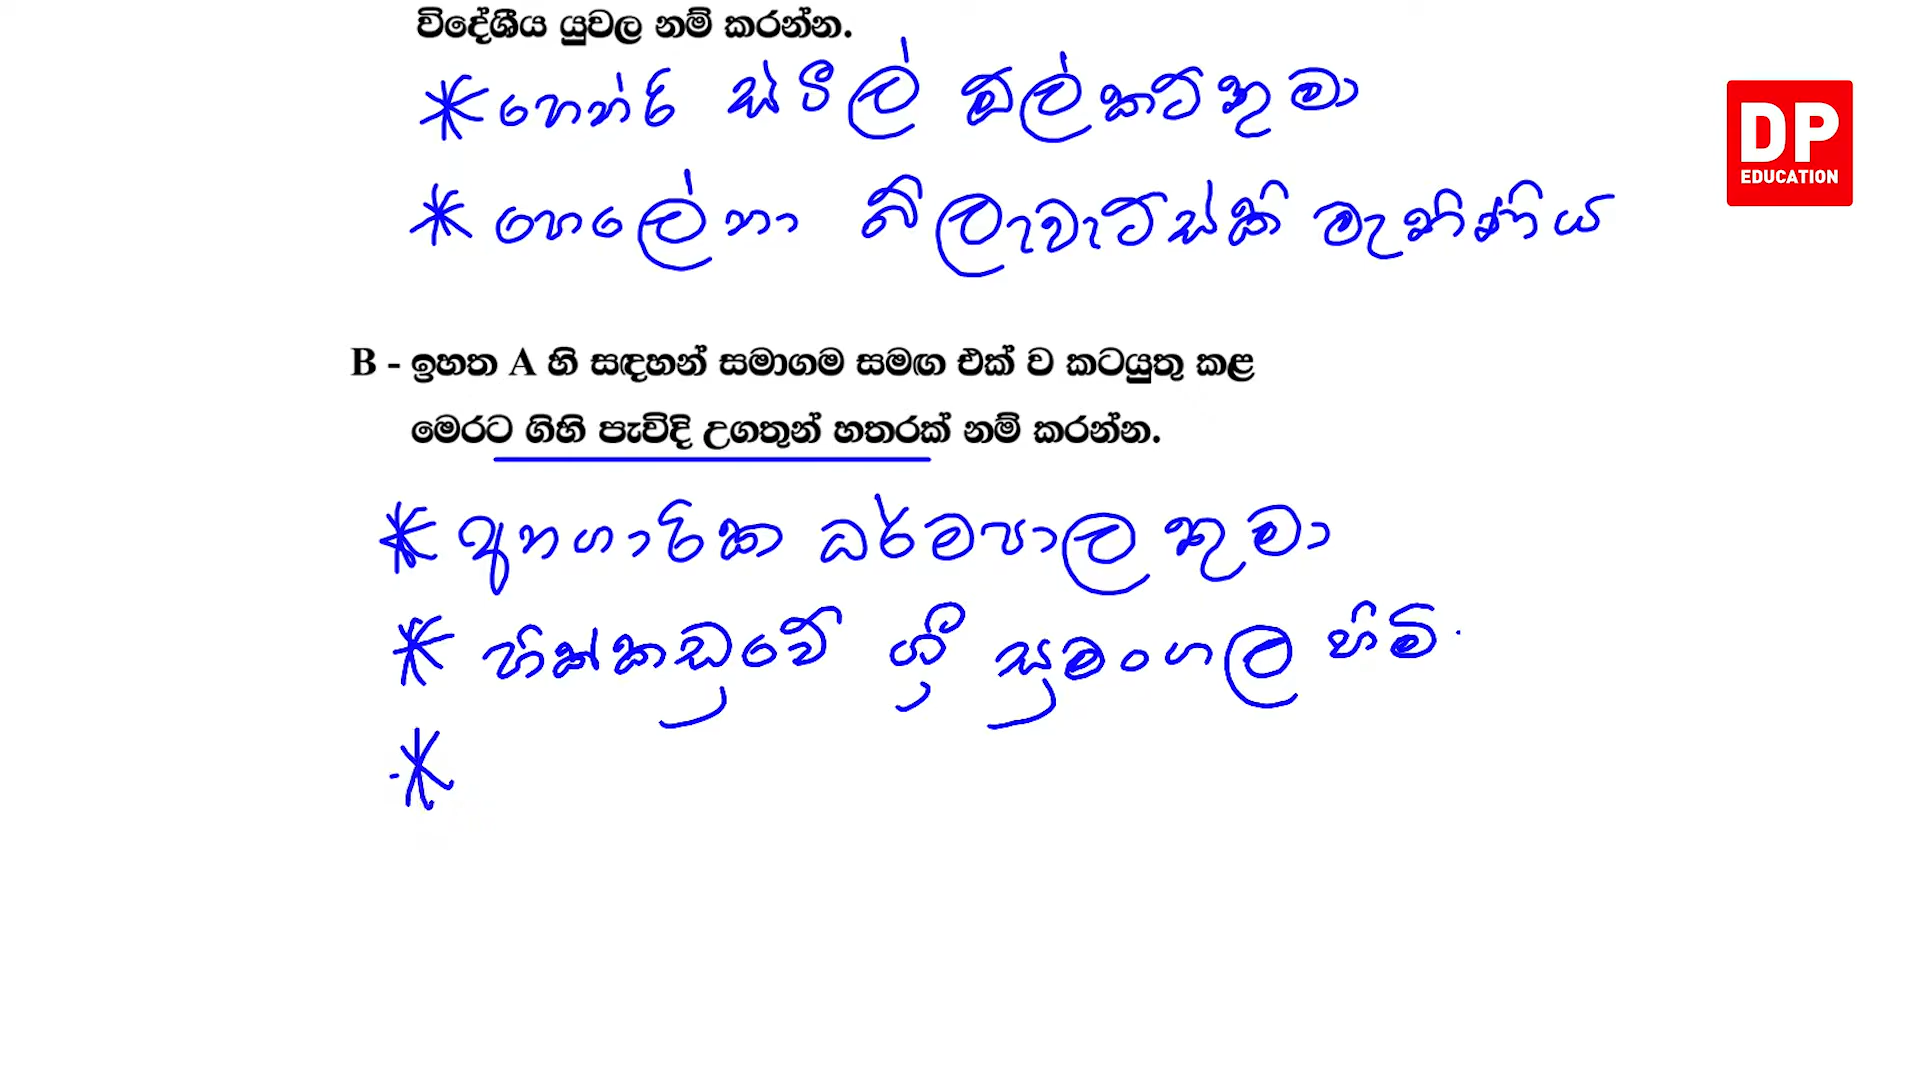 විදේශීය යුවල නම් කරන්න.
* හෙන්රි ස්ටීල් ඕල්කට්තුමා
DP
EDUCATION
* හෙලේනා බ්ලැවැට්ස්කි මැතිණිය
B - ඉහත A හි සඳහන් සමාගම සමඟ එක් ව කටයුතු කළ
මෙරට ගිහි පැවිදි උගතුන් හතරක් නම් කරන්න.
* අනගාරික ධර්මපාල තුමා
* හික්කඩුවේ ශ්‍රී සුමංගල හිමි
*